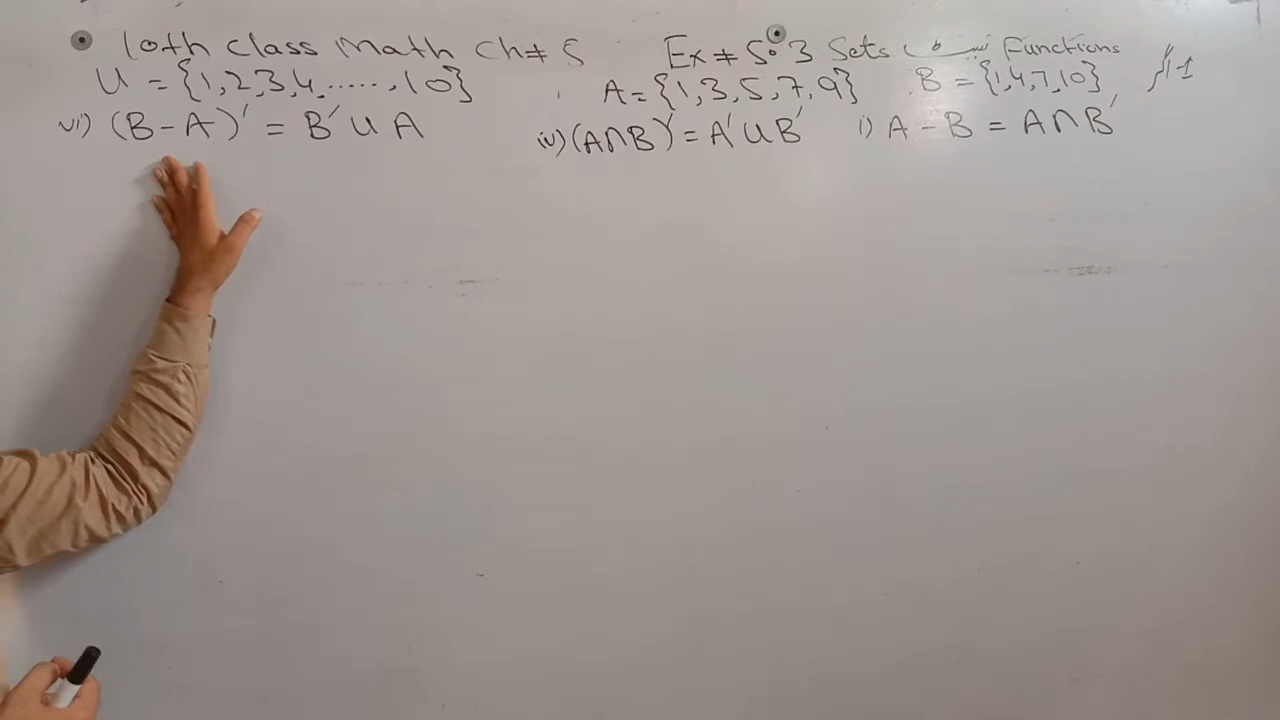 10th Class Math Ch# 5 Ex # 5.3 Sets Functions
U = {1,2,3,4,.....,10} A = {1,3,5,7,9} B = {1,4,7,10}
vi) (B-A)′ = B′ ∪ A iv) (A∩B)′ = A′∪B′ i) A - B = A∩B′